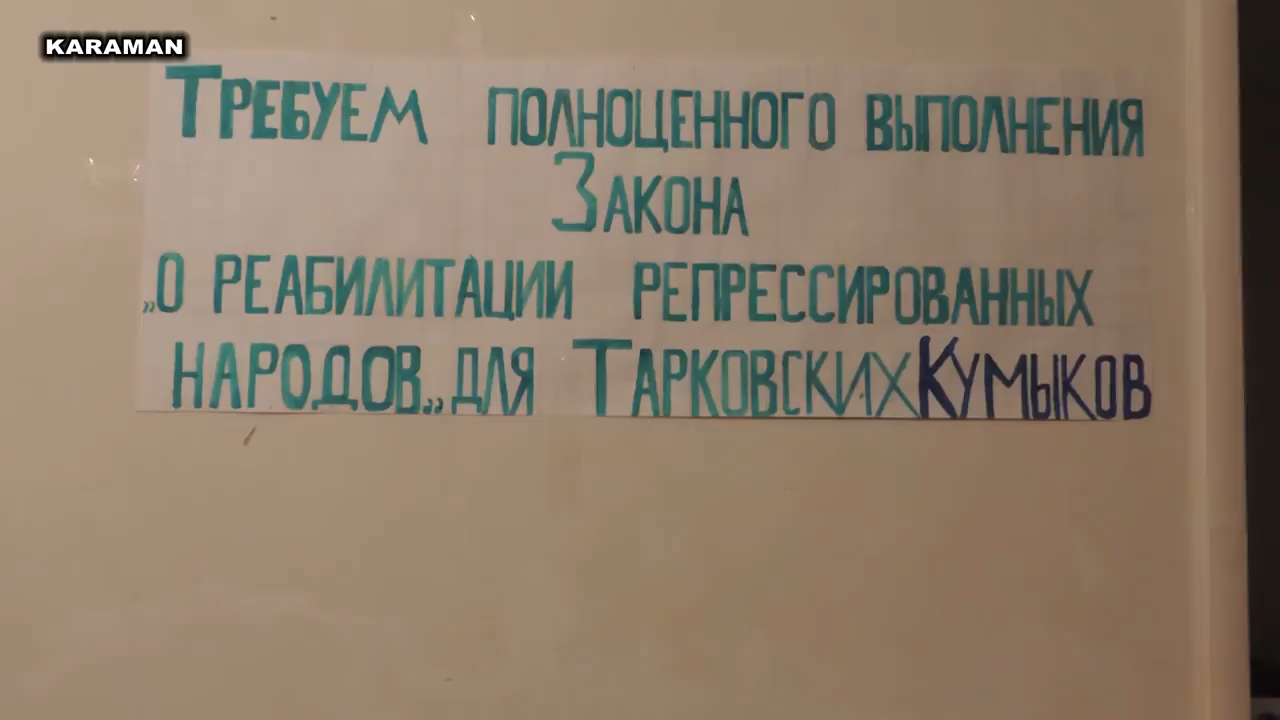 KARAMAN
ТРЕБУЕМ ПОЛНОЦЕННОГО ВЫПОЛНЕНИЯ
ЗАКОНА
„О РЕАБИЛИТАЦИИ РЕПРЕССИРОВАННЫХ
НАРОДОВ„ ДЛЯ ТАРКОВСКИХ КУМЫКОВ